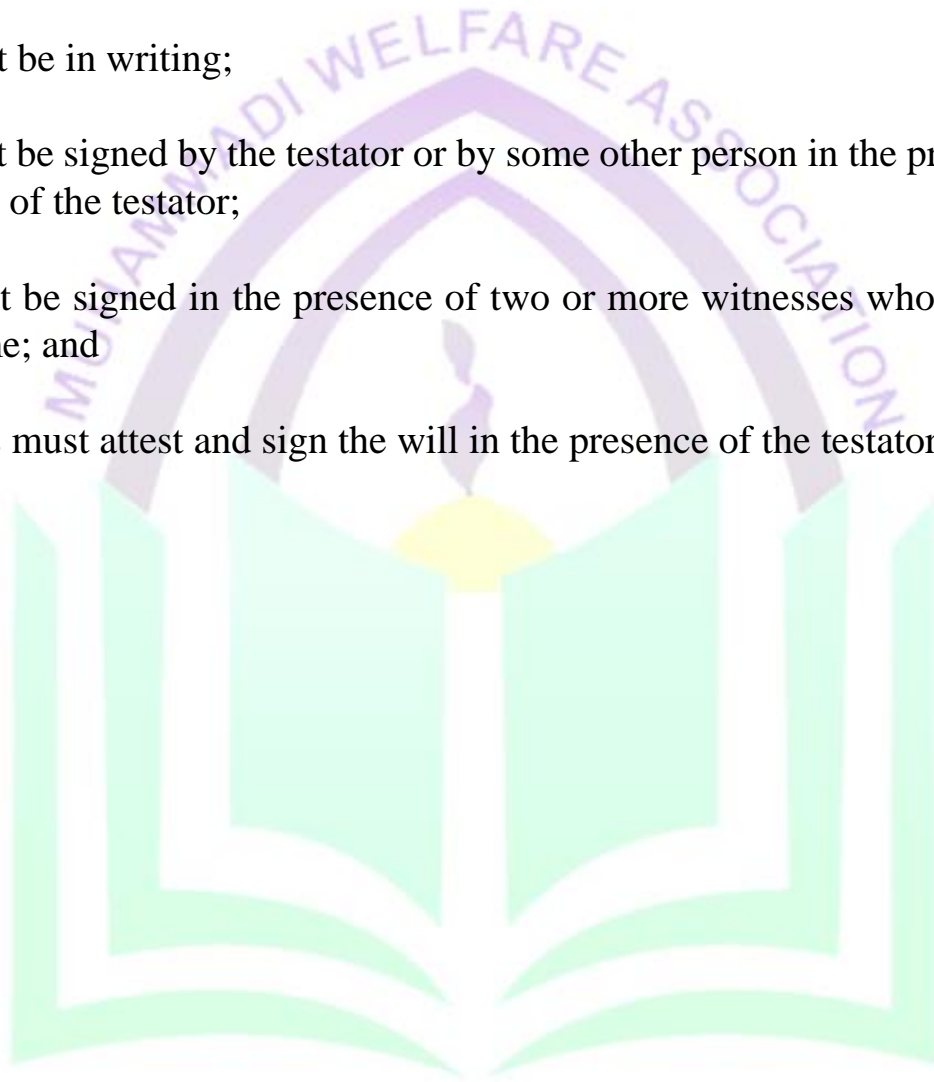 MUHAMMADI WELFARE ASSOCIATION
t be in writing;
t be signed by the testator or by some other person in the pr
of the testator;
t be signed in the presence of two or more witnesses who
ne; and
must attest and sign the will in the presence of the testator